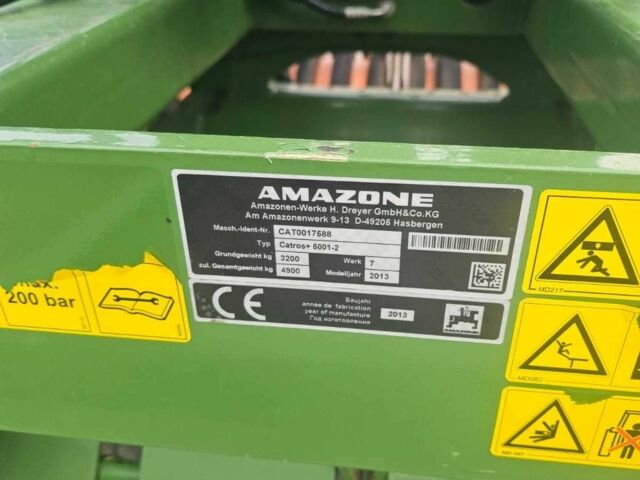 AMAZONE
Amazonen-Werke H. Dreyer GmbH&Co.KG
Am Amazonenwerk 9-13 D-49205 Hasbergen
Masch.-ident-Nr. CAT0017588
Typ Catros+ 5001-2
Grundgewicht kg 3200 Werk 7
zul. Gesamtgewicht kg 4900 Modelljahr 2013
CE
Baujahr
année de fabrication
year of manufacture 2013
Год изготовления
max.
200 bar
MD217
MD082